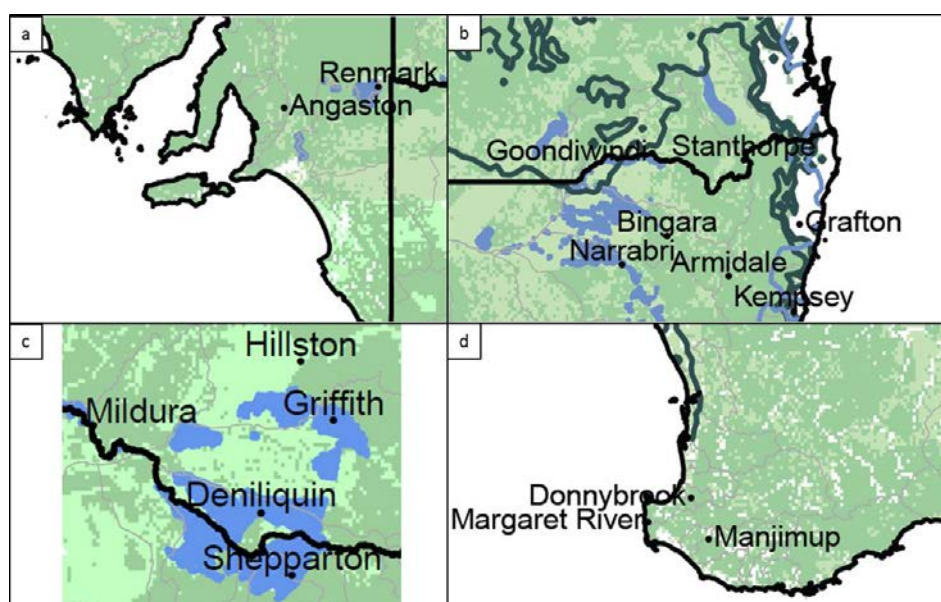 a
Renmark
Angaston
b
Goondiwindi
Stanthorpe
Bingara
Grafton
Narrabri
Armidale
Kempsey
c
Hillston
Mildura
Griffith
Deniliquin
Shepparton
d
Donnybrook
Margaret River
Manjimup